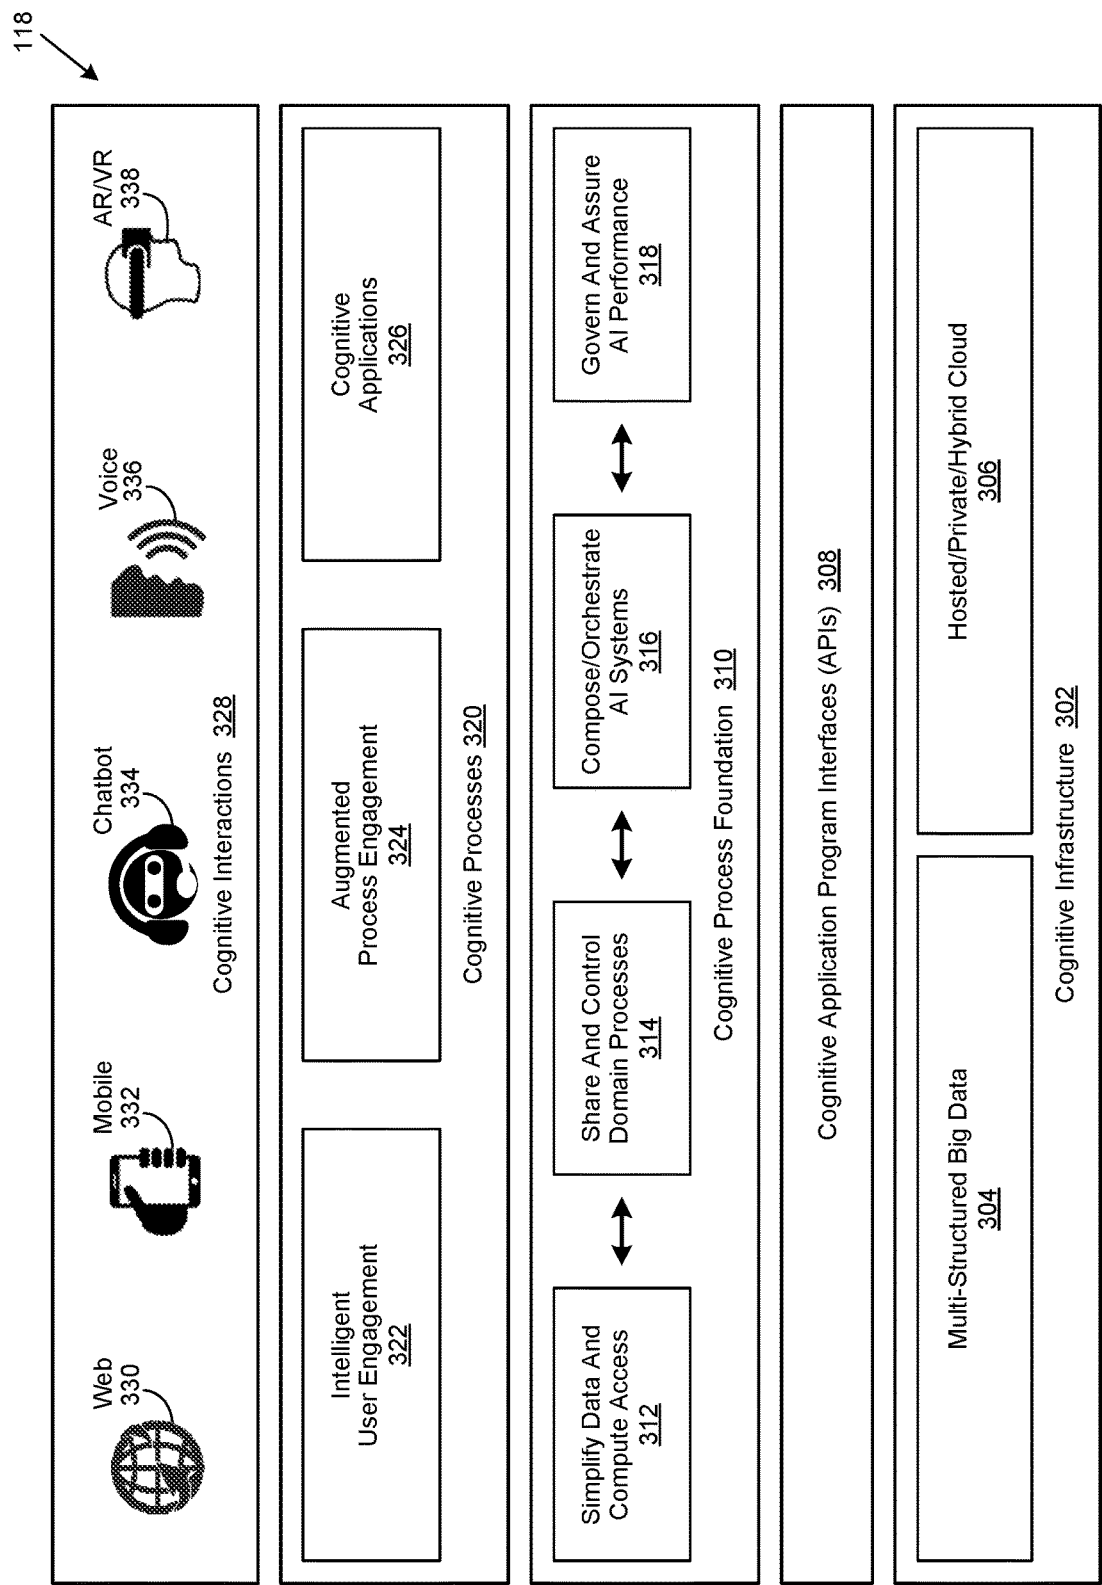 118
Web
330
Mobile
332
Chatbot
334
Voice
336
AR/VR
338
Cognitive Interactions 328
Intelligent
User Engagement
322
Augmented
Process Engagement
324
Cognitive
Applications
326
Cognitive Processes 320
Simplify Data And
Compute Access
312
Share And Control
Domain Processes
314
Compose/Orchestrate
AI Systems
316
Govern And Assure
AI Performance
318
Cognitive Process Foundation 310
Cognitive Application Program Interfaces (APIs) 308
Multi-Structured Big Data
304
Hosted/Private/Hybrid Cloud
306
Cognitive Infrastructure 302